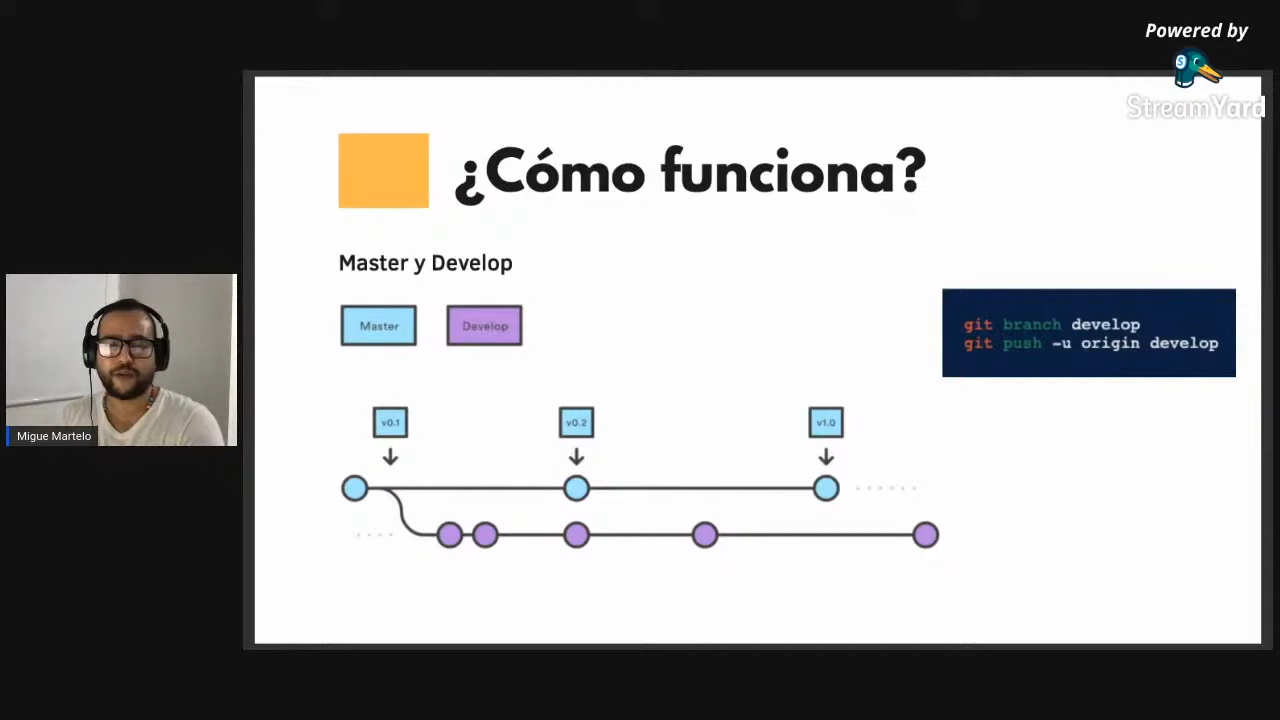 Powered by
StreamYard
¿Cómo funciona?
Master y Develop
Master
Develop
git branch develop
git push -u origin develop
v0.1
v0.2
v1.0
Migue Martelo